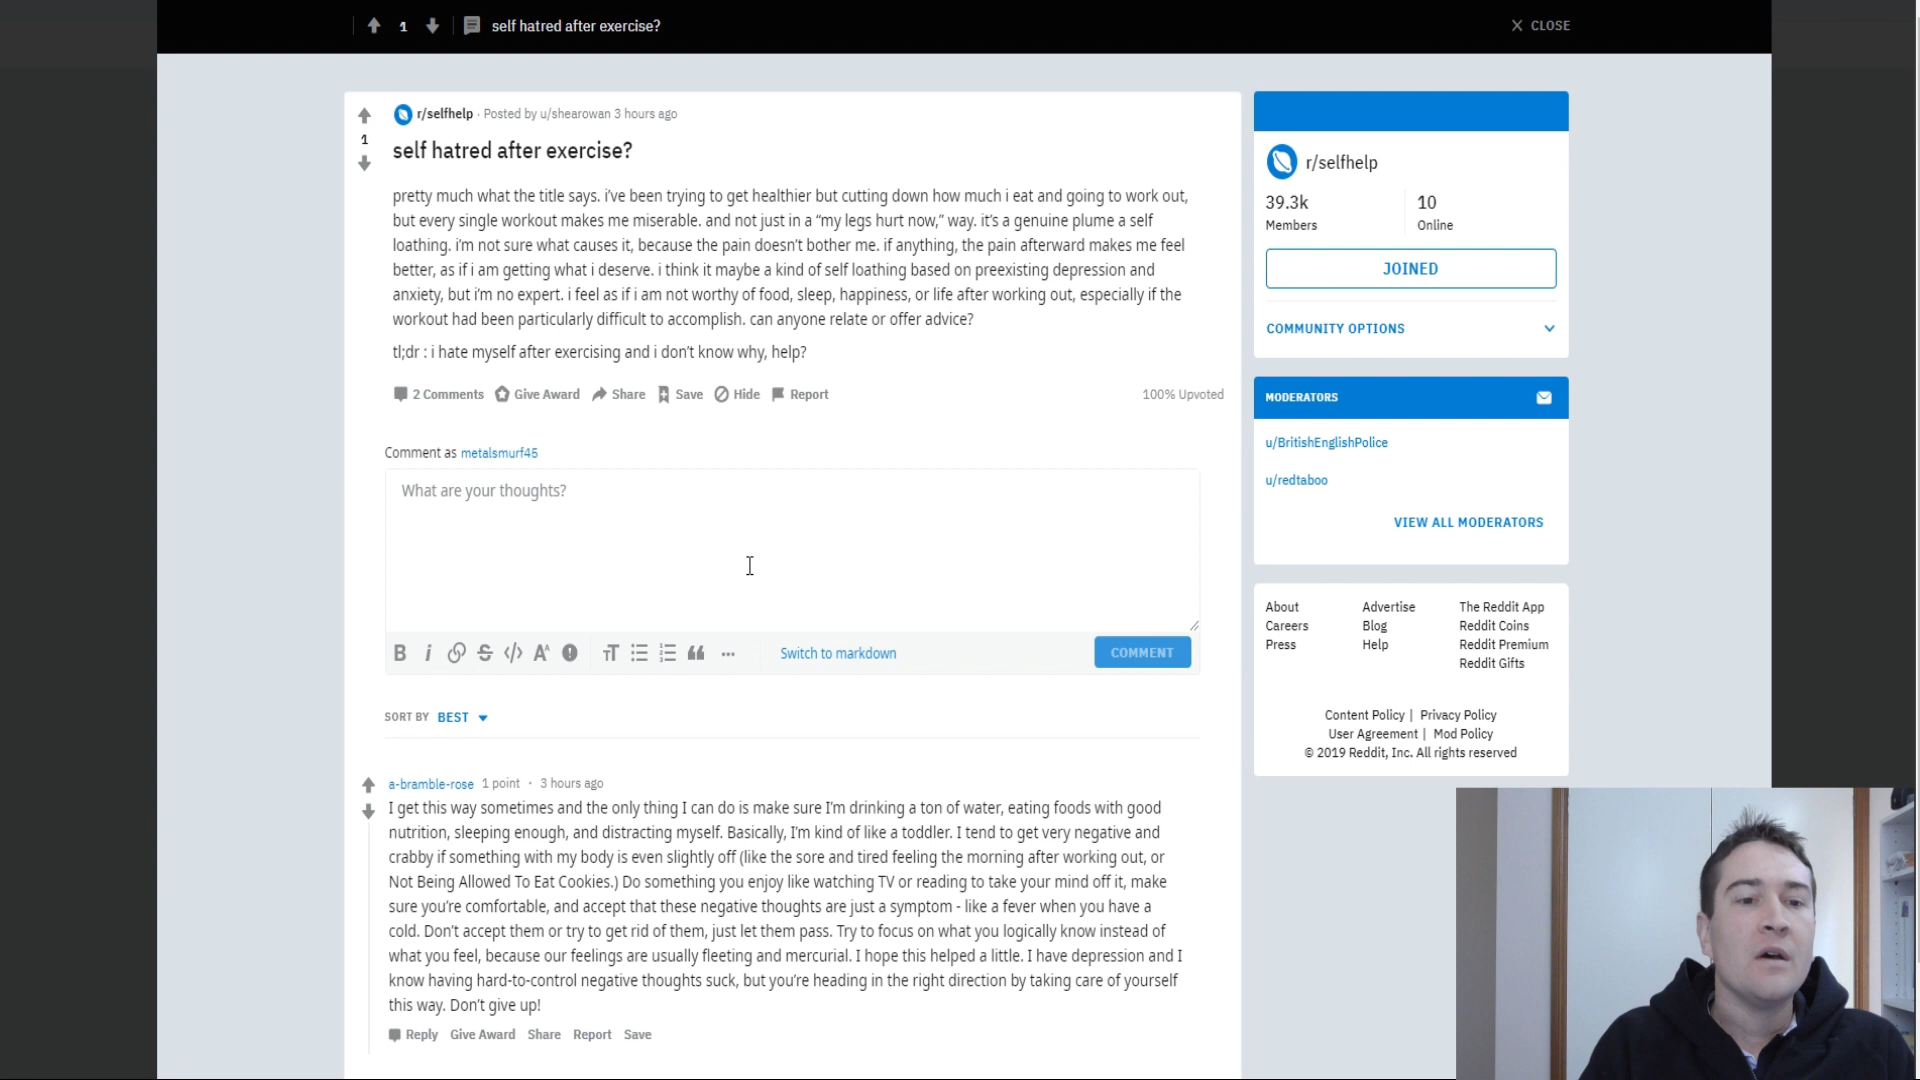 1 self hatred after exercise? CLOSE
r/selfhelp · Posted by u/shearowan 3 hours ago
1
self hatred after exercise?
pretty much what the title says. i've been trying to get healthier but cutting down how much i eat and going to work out,
but every single workout makes me miserable. and not just in a “my legs hurt now,” way. it's a genuine plume a self
loathing. i'm not sure what causes it, because the pain doesn't bother me. if anything, the pain afterward makes me feel
better, as if i am getting what i deserve. i think it maybe a kind of self loathing based on preexisting depression and
anxiety, but i'm no expert. i feel as if i am not worthy of food, sleep, happiness, or life after working out, especially if the
workout had been particularly difficult to accomplish. can anyone relate or offer advice?
tl;dr : i hate myself after exercising and i don't know why, help?
2 Comments Give Award Share Save Hide Report 100% Upvoted
Comment as metalsmurf45
What are your thoughts?
Switch to markdown COMMENT
SORT BY BEST
a-bramble-rose 1 point · 3 hours ago
I get this way sometimes and the only thing I can do is make sure I'm drinking a ton of water, eating foods with good
nutrition, sleeping enough, and distracting myself. Basically, I'm kind of like a toddler. I tend to get very negative and
crabby if something with my body is even slightly off (like the sore and tired feeling the morning after working out, or
Not Being Allowed To Eat Cookies.) Do something you enjoy like watching TV or reading to take your mind off it, make
sure you're comfortable, and accept that these negative thoughts are just a symptom - like a fever when you have a
cold. Don't accept them or try to get rid of them, just let them pass. Try to focus on what you logically know instead of
what you feel, because our feelings are usually fleeting and mercurial. I hope this helped a little. I have depression and I
know having hard-to-control negative thoughts suck, but you're heading in the right direction by taking care of yourself
this way. Don't give up!
Reply Give Award Share Report Save
r/selfhelp
39.3k 10
Members Online
JOINED
COMMUNITY OPTIONS
MODERATORS
u/BritishEnglishPolice
u/redtaboo
VIEW ALL MODERATORS
About Advertise The Reddit App
Careers Blog Reddit Coins
Press Help Reddit Premium
Reddit Gifts
Content Policy | Privacy Policy
User Agreement | Mod Policy
© 2019 Reddit, Inc. All rights reserved